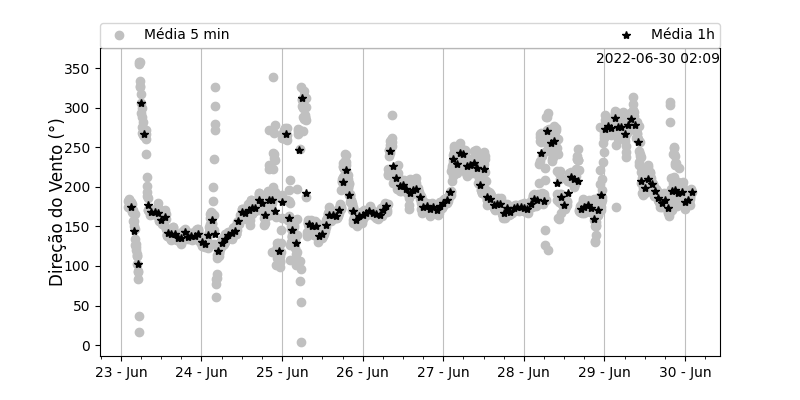 Média 5 min
Média 1h
2022-06-30 02:09
Direção do Vento (°)
350
300
250
200
150
100
50
0
23 - Jun
24 - Jun
25 - Jun
26 - Jun
27 - Jun
28 - Jun
29 - Jun
30 - Jun